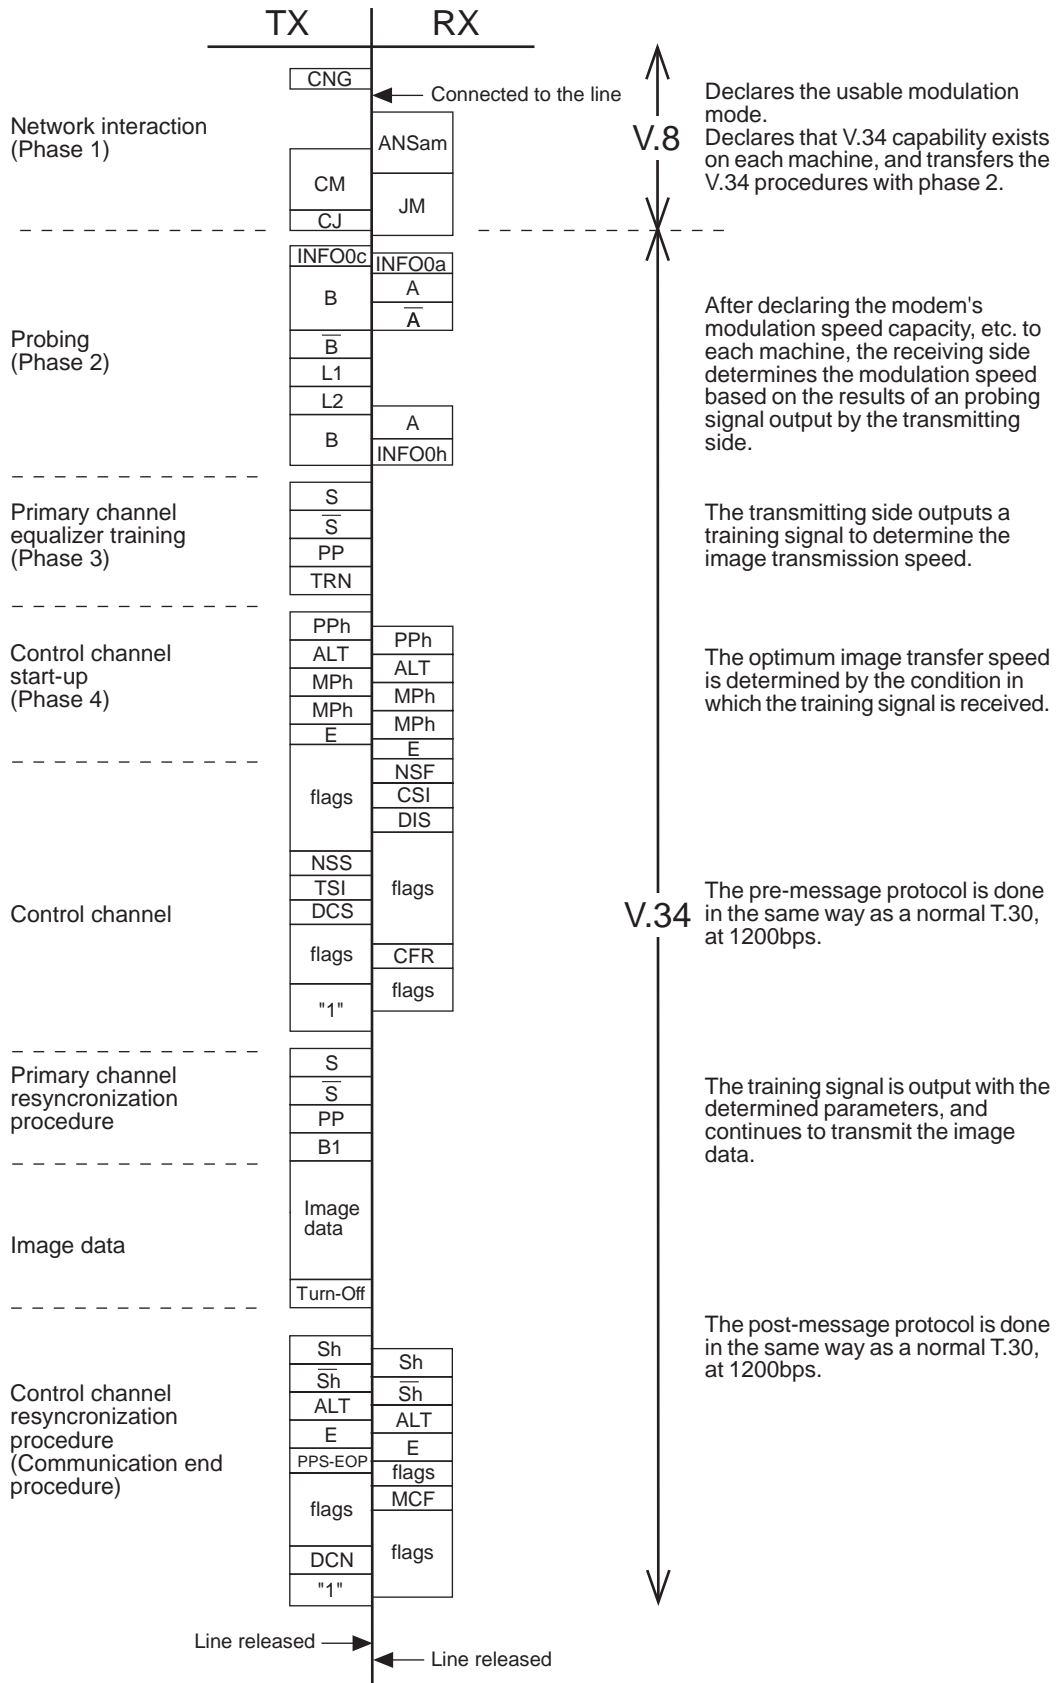 TX
RX
CNG
Connected to the line
Network interaction
(Phase 1)
ANSam
CM
JM
CJ
V.8
Declares the usable modulation
mode.
Declares that V.34 capability exists
on each machine, and transfers the
V.34 procedures with phase 2.
INFO0c
INFO0a
B
A
A̅
Probing
(Phase 2)
B̅
L1
L2
B
A
INFO0h
After declaring the modem's
modulation speed capacity, etc. to
each machine, the receiving side
determines the modulation speed
based on the results of an probing
signal output by the transmitting
side.
Primary channel
equalizer training
(Phase 3)
S
S̅
PP
TRN
The transmitting side outputs a
training signal to determine the
image transmission speed.
Control channel
start-up
(Phase 4)
PPh
ALT
MPh
MPh
E
PPh
ALT
MPh
MPh
E
The optimum image transfer speed
is determined by the condition in
which the training signal is received.
flags
NSF
CSI
DIS
Control channel
NSS
TSI
DCS
flags
"1"
flags
CFR
flags
V.34
The pre-message protocol is done
in the same way as a normal T.30,
at 1200bps.
Primary channel
resyncronization
procedure
S
S̅
PP
B1
The training signal is output with the
determined parameters, and
continues to transmit the image
data.
Image data
Image
data
Turn-Off
The post-message protocol is done
in the same way as a normal T.30,
at 1200bps.
Control channel
resyncronization
procedure
(Communication end
procedure)
Sh
S̅h̅
ALT
E
PPS-EOP
flags
DCN
"1"
Sh
S̅h̅
ALT
E
flags
MCF
flags
Line released
Line released